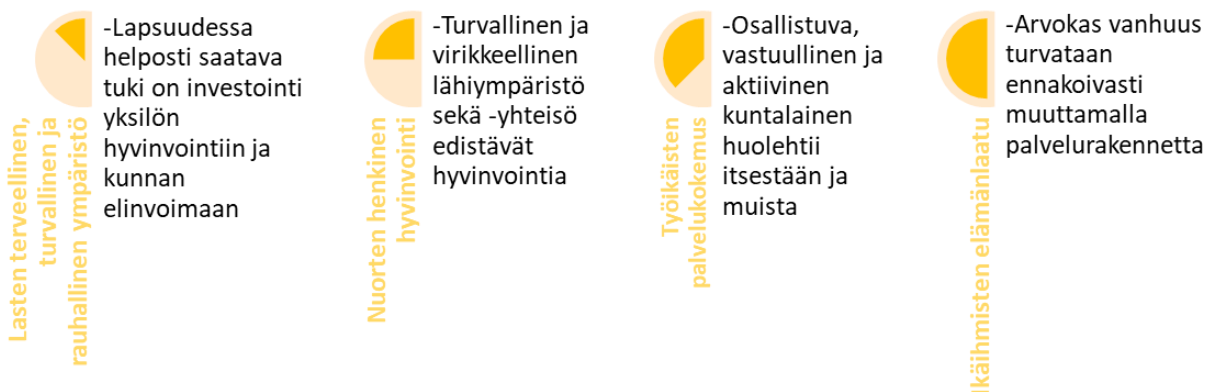 Lasten terveellinen,
turvallinen ja
rauhallinen ympäristö
-Lapsuudessa
helposti saatava
tuki on investointi
yksilön
hyvinvointiin ja
kunnan
elinvoimaan
Nuorten henkinen
hyvinvointi
-Turvallinen ja
virikkeellinen
lähiympäristö
sekä -yhteisö
edistävät
hyvinvointia
Työikäisten
palvelukokemus
-Osallistuva,
vastuullinen ja
aktiivinen
kuntalainen
huolehtii
itsestään ja
muista
elämänlaatu
-Arvokas vanhuus
turvataan
ennakoivasti
muuttamalla
palvelurakennetta